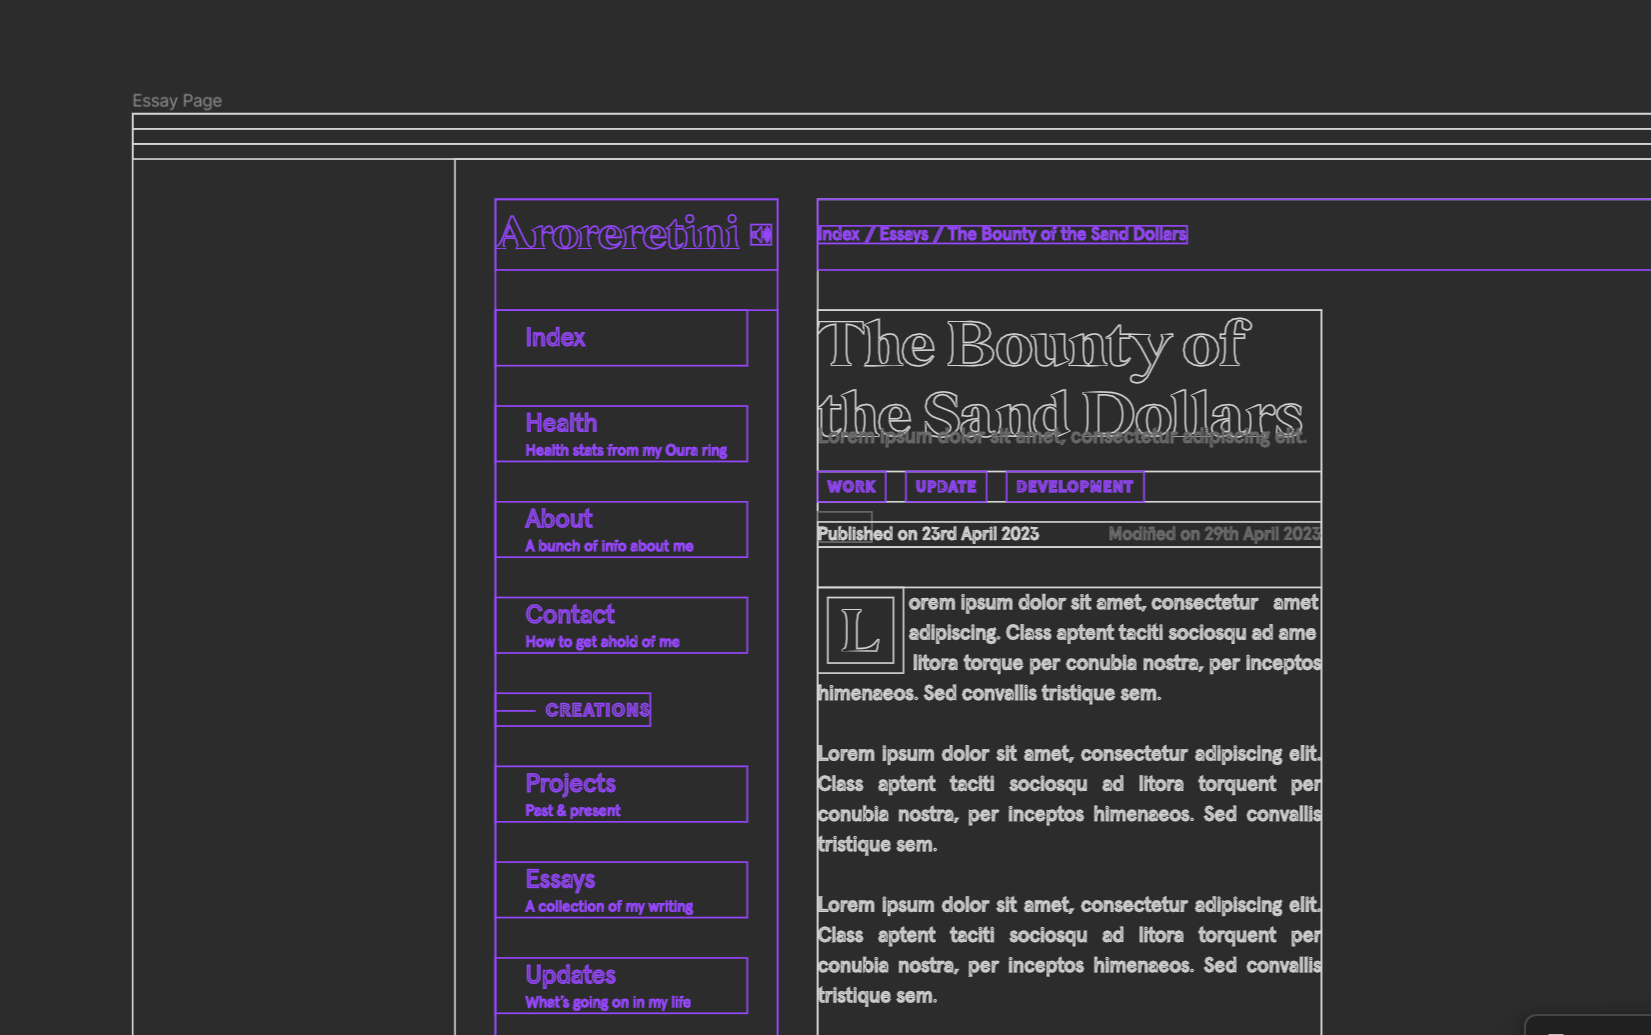 Essay Page
Aroreretini
Index / Essays / The Bounty of the Sand Dollars
Index
Health
Health stats from my Oura ring
About
A bunch of info about me
Contact
How to get ahold of me
CREATIONS
Projects
Past & present
Essays
A collection of my writing
Updates
What's going on in my life
The Bounty of
the Sand Dollars
Lorem ipsum dolor sit amet, consectetur adipiscing elit.
WORK UPDATE DEVELOPMENT
Published on 23rd April 2023 Modified on 29th April 2023
L
orem ipsum dolor sit amet, consectetur amet
adipiscing. Class aptent taciti sociosqu ad ame
litora torque per conubia nostra, per inceptos
himenaeos. Sed convallis tristique sem.
Lorem ipsum dolor sit amet, consectetur adipiscing elit.
Class aptent taciti sociosqu ad litora torquent per
conubia nostra, per inceptos himenaeos. Sed convallis
tristique sem.
Lorem ipsum dolor sit amet, consectetur adipiscing elit.
Class aptent taciti sociosqu ad litora torquent per
conubia nostra, per inceptos himenaeos. Sed convallis
tristique sem.